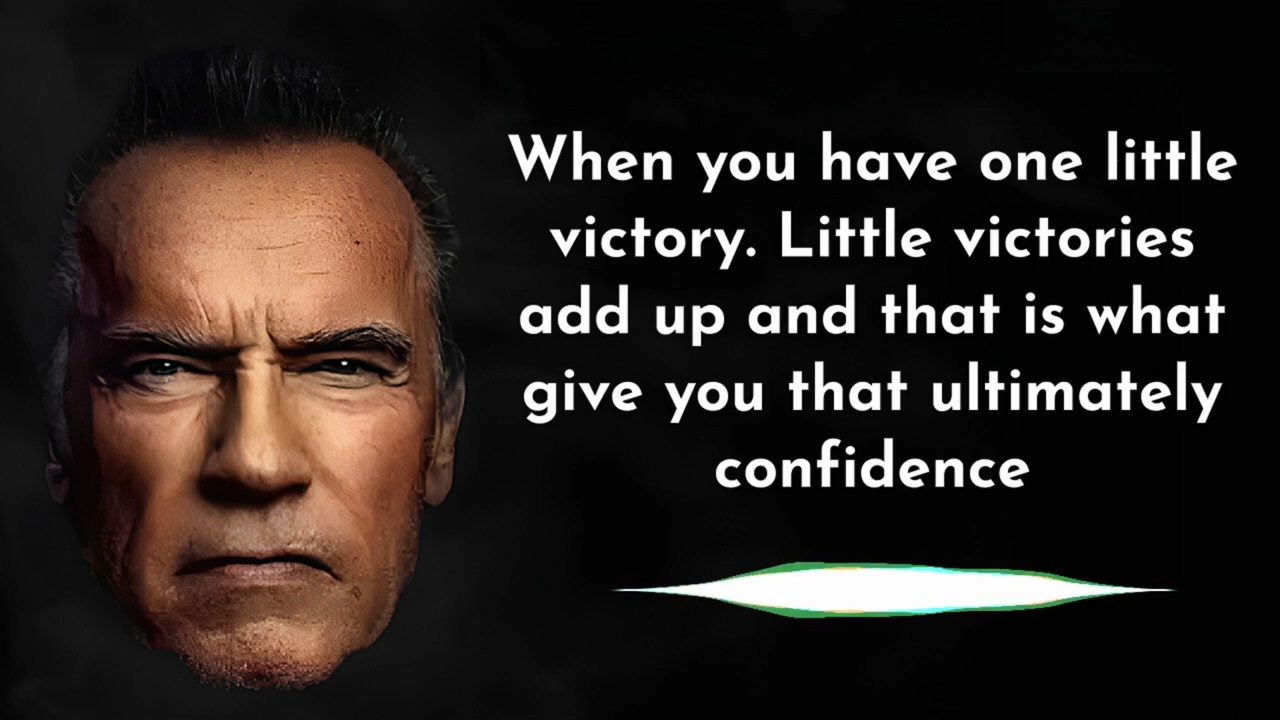 When you have one little
victory. Little victories
add up and that is what
give you that ultimately
confidence